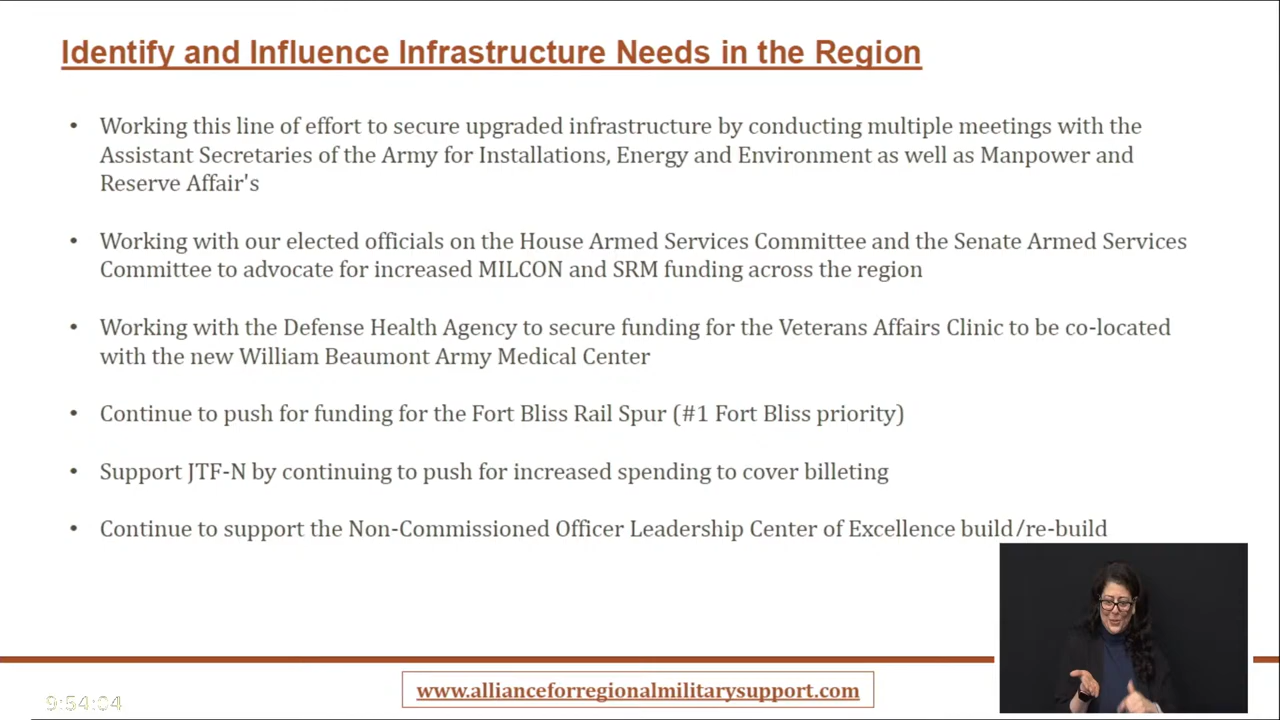 Identify and Influence Infrastructure Needs in the Region
• Working this line of effort to secure upgraded infrastructure by conducting multiple meetings with the
Assistant Secretaries of the Army for Installations, Energy and Environment as well as Manpower and
Reserve Affair's
• Working with our elected officials on the House Armed Services Committee and the Senate Armed Services
Committee to advocate for increased MILCON and SRM funding across the region
• Working with the Defense Health Agency to secure funding for the Veterans Affairs Clinic to be co-located
with the new William Beaumont Army Medical Center
• Continue to push for funding for the Fort Bliss Rail Spur (#1 Fort Bliss priority)
• Support JTF-N by continuing to push for increased spending to cover billeting
• Continue to support the Non-Commissioned Officer Leadership Center of Excellence build/re-build
www.allianceforregionalmilitarysupport.com
9:54:04